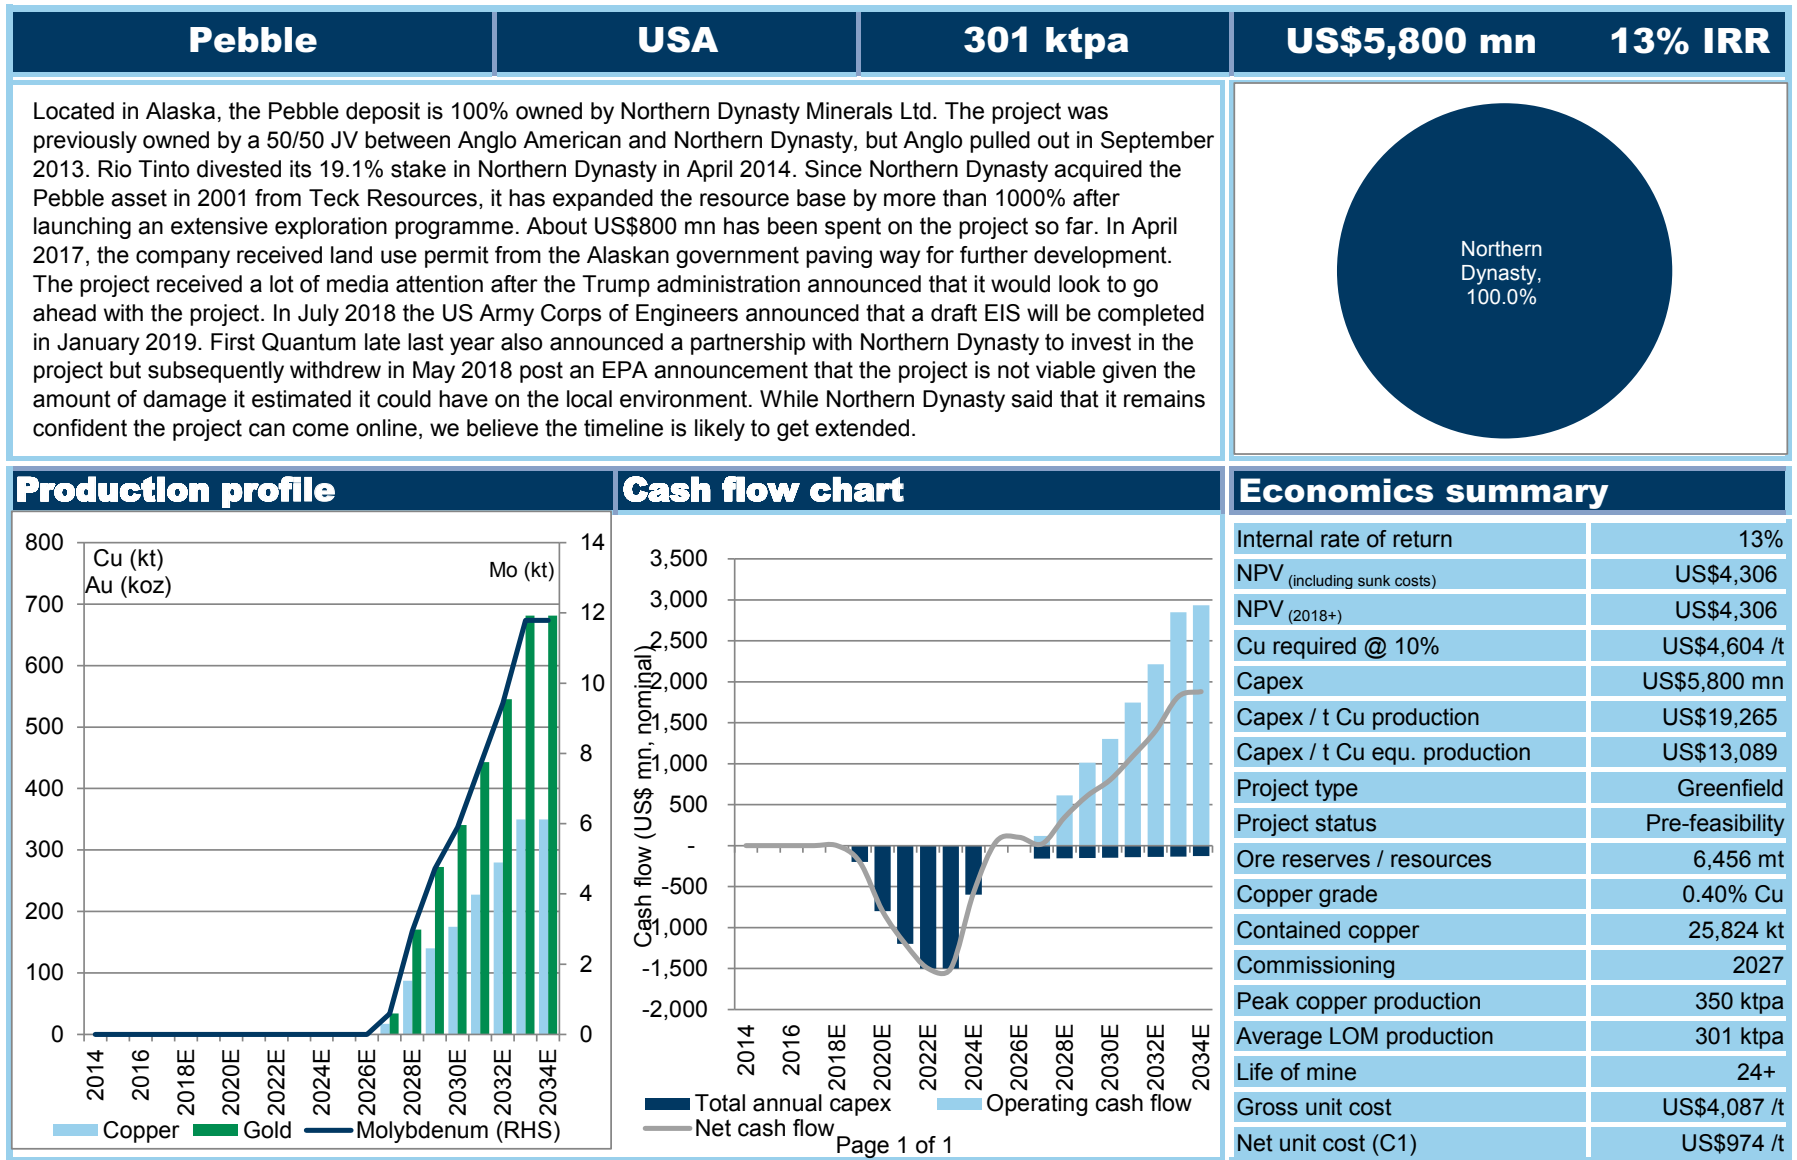 Pebble
USA
301 ktpa
US$5,800 mn
13% IRR
Located in Alaska, the Pebble deposit is 100% owned by Northern Dynasty Minerals Ltd. The project was
previously owned by a 50/50 JV between Anglo American and Northern Dynasty, but Anglo pulled out in September
2013. Rio Tinto divested its 19.1% stake in Northern Dynasty in April 2014. Since Northern Dynasty acquired the
Pebble asset in 2001 from Teck Resources, it has expanded the resource base by more than 1000% after
launching an extensive exploration programme. About US$800 mn has been spent on the project so far. In April
2017, the company received land use permit from the Alaskan government paving way for further development.
The project received a lot of media attention after the Trump administration announced that it would look to go
ahead with the project. In July 2018 the US Army Corps of Engineers announced that a draft EIS will be completed
in January 2019. First Quantum late last year also announced a partnership with Northern Dynasty to invest in the
project but subsequently withdrew in May 2018 post an EPA announcement that the project is not viable given the
amount of damage it estimated it could have on the local environment. While Northern Dynasty said that it remains
confident the project can come online, we believe the timeline is likely to get extended.
Northern
Dynasty,
100.0%
Production profile
800
700
600
500
400
300
200
100
0
Cu (kt)
Au (koz)
Mo (kt)
14
12
10
8
6
4
2
0
2014
2016
2018E
2020E
2022E
2024E
2026E
2028E
2030E
2032E
2034E
Copper
Gold
Molybdenum (RHS)
Cash flow chart
Cash flow (US$ mn, nominal)
3,500
3,000
2,500
2,000
1,500
1,000
500
-
-500
-1,000
-1,500
-2,000
2014
2016
2018E
2020E
2022E
2024E
2026E
2028E
2030E
2032E
2034E
Total annual capex
Operating cash flow
Net cash flow
Page 1 of 1
Economics summary
Internal rate of return 13%
NPV (including sunk costs) US$4,306
NPV (2018+) US$4,306
Cu required @ 10% US$4,604 /t
Capex US$5,800 mn
Capex / t Cu production US$19,265
Capex / t Cu equ. production US$13,089
Project type Greenfield
Project status Pre-feasibility
Ore reserves / resources 6,456 mt
Copper grade 0.40% Cu
Contained copper 25,824 kt
Commissioning 2027
Peak copper production 350 ktpa
Average LOM production 301 ktpa
Life of mine 24+
Gross unit cost US$4,087 /t
Net unit cost (C1) US$974 /t